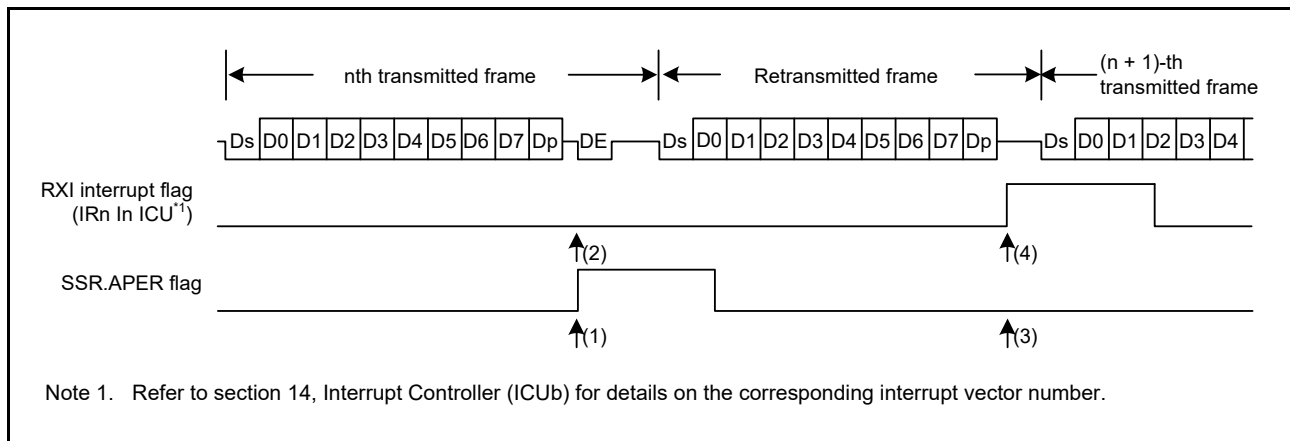 nth transmitted frame
Retransmitted frame
(n + 1)-th
transmitted frame
Ds D0 D1 D2 D3 D4 D5 D6 D7 Dp DE Ds D0 D1 D2 D3 D4 D5 D6 D7 Dp Ds D0 D1 D2 D3 D4
RXI interrupt flag
(IRn In ICU*1)
(2) (4)
SSR.APER flag
(1) (3)
Note 1. Refer to section 14, Interrupt Controller (ICUb) for details on the corresponding interrupt vector number.